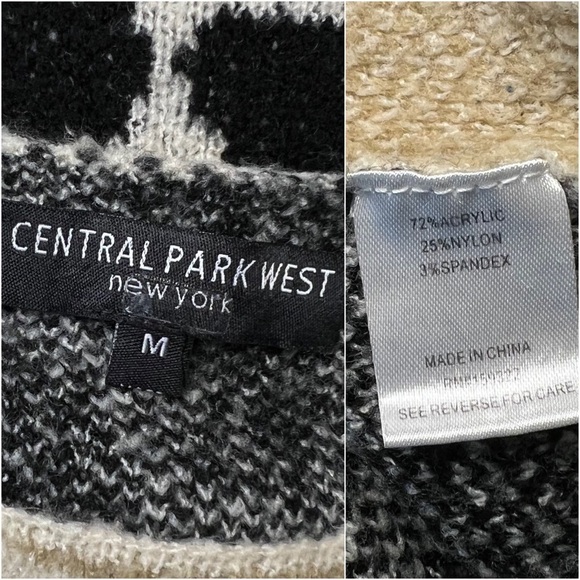 CENTRAL PARK WEST
new york
M
72%ACRYLIC
25%NYLON
3%SPANDEX
MADE IN CHINA
SEE REVERSE FOR CARE